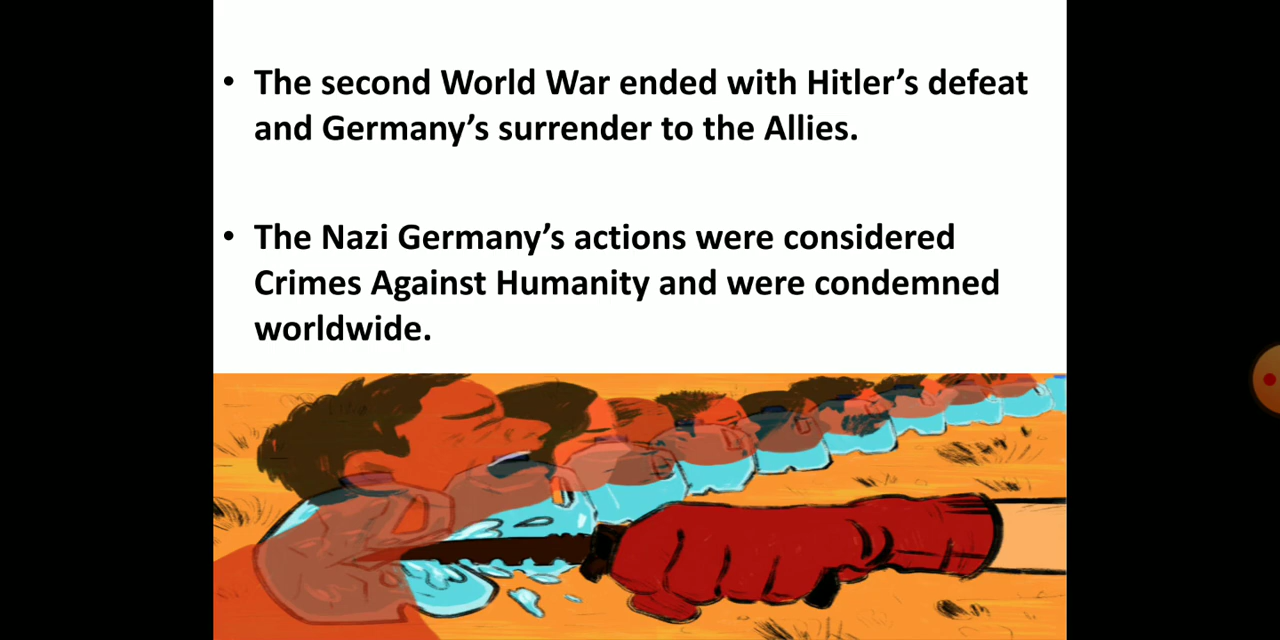 • The second World War ended with Hitler’s defeat
and Germany’s surrender to the Allies.
• The Nazi Germany’s actions were considered
Crimes Against Humanity and were condemned
worldwide.